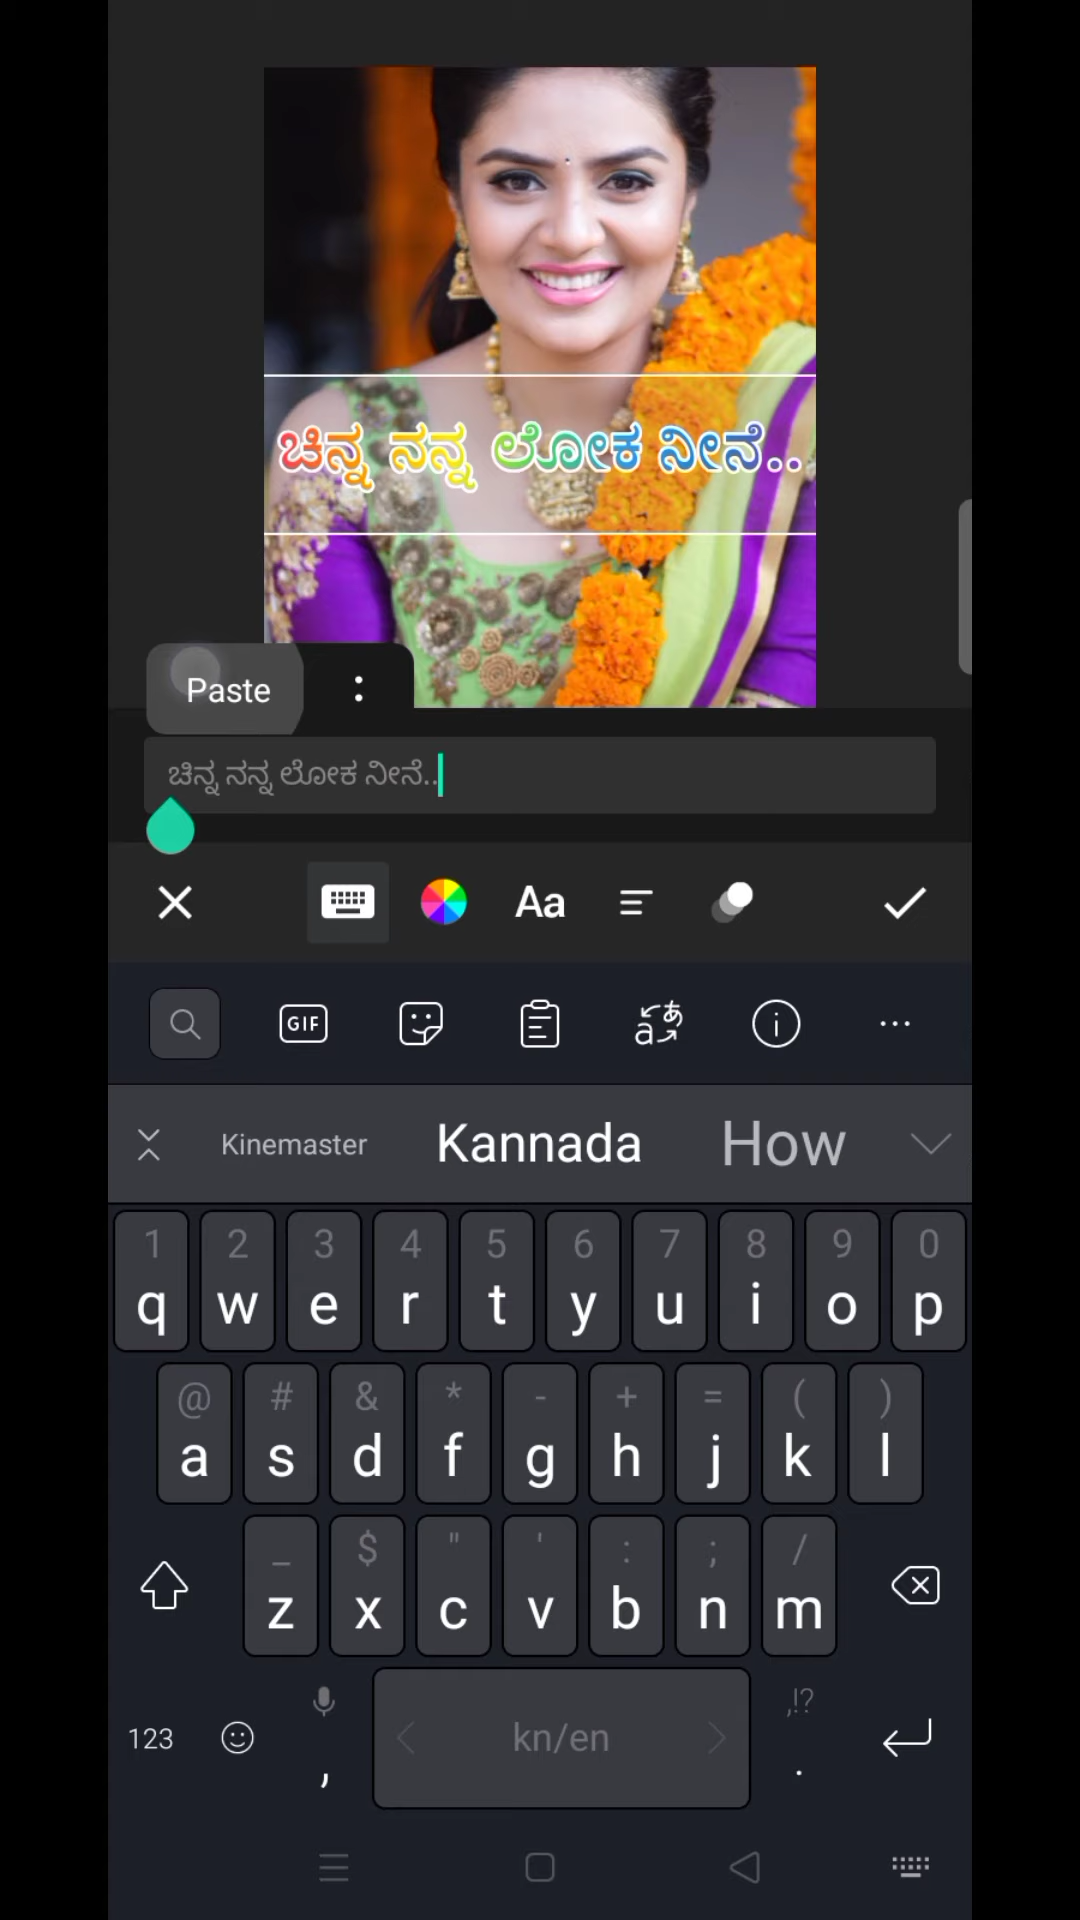 ಚಿನ್ನ ನನ್ನ ಲೋಕ ನೀನೆ..
Paste
ಚಿನ್ನ ನನ್ನ ಲೋಕ ನೀನೆ..
Aa
GIF
Kinemaster Kannada How
1 2 3 4 5 6 7 8 9 0
q w e r t y u i o p
@ # & * - + = ( )
a s d f g h j k l
_ $ " ' : ; /
z x c v b n m
,!?
123 , kn/en .